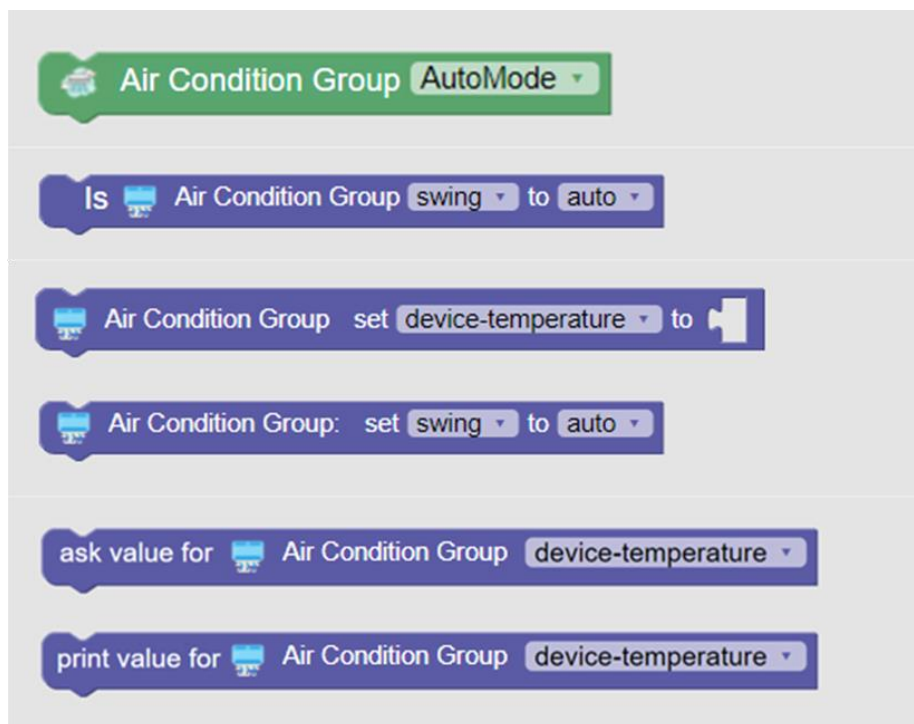 Air Condition Group AutoMode
Is Air Condition Group swing to auto
Air Condition Group set device-temperature to
Air Condition Group: set swing to auto
ask value for Air Condition Group device-temperature
print value for Air Condition Group device-temperature